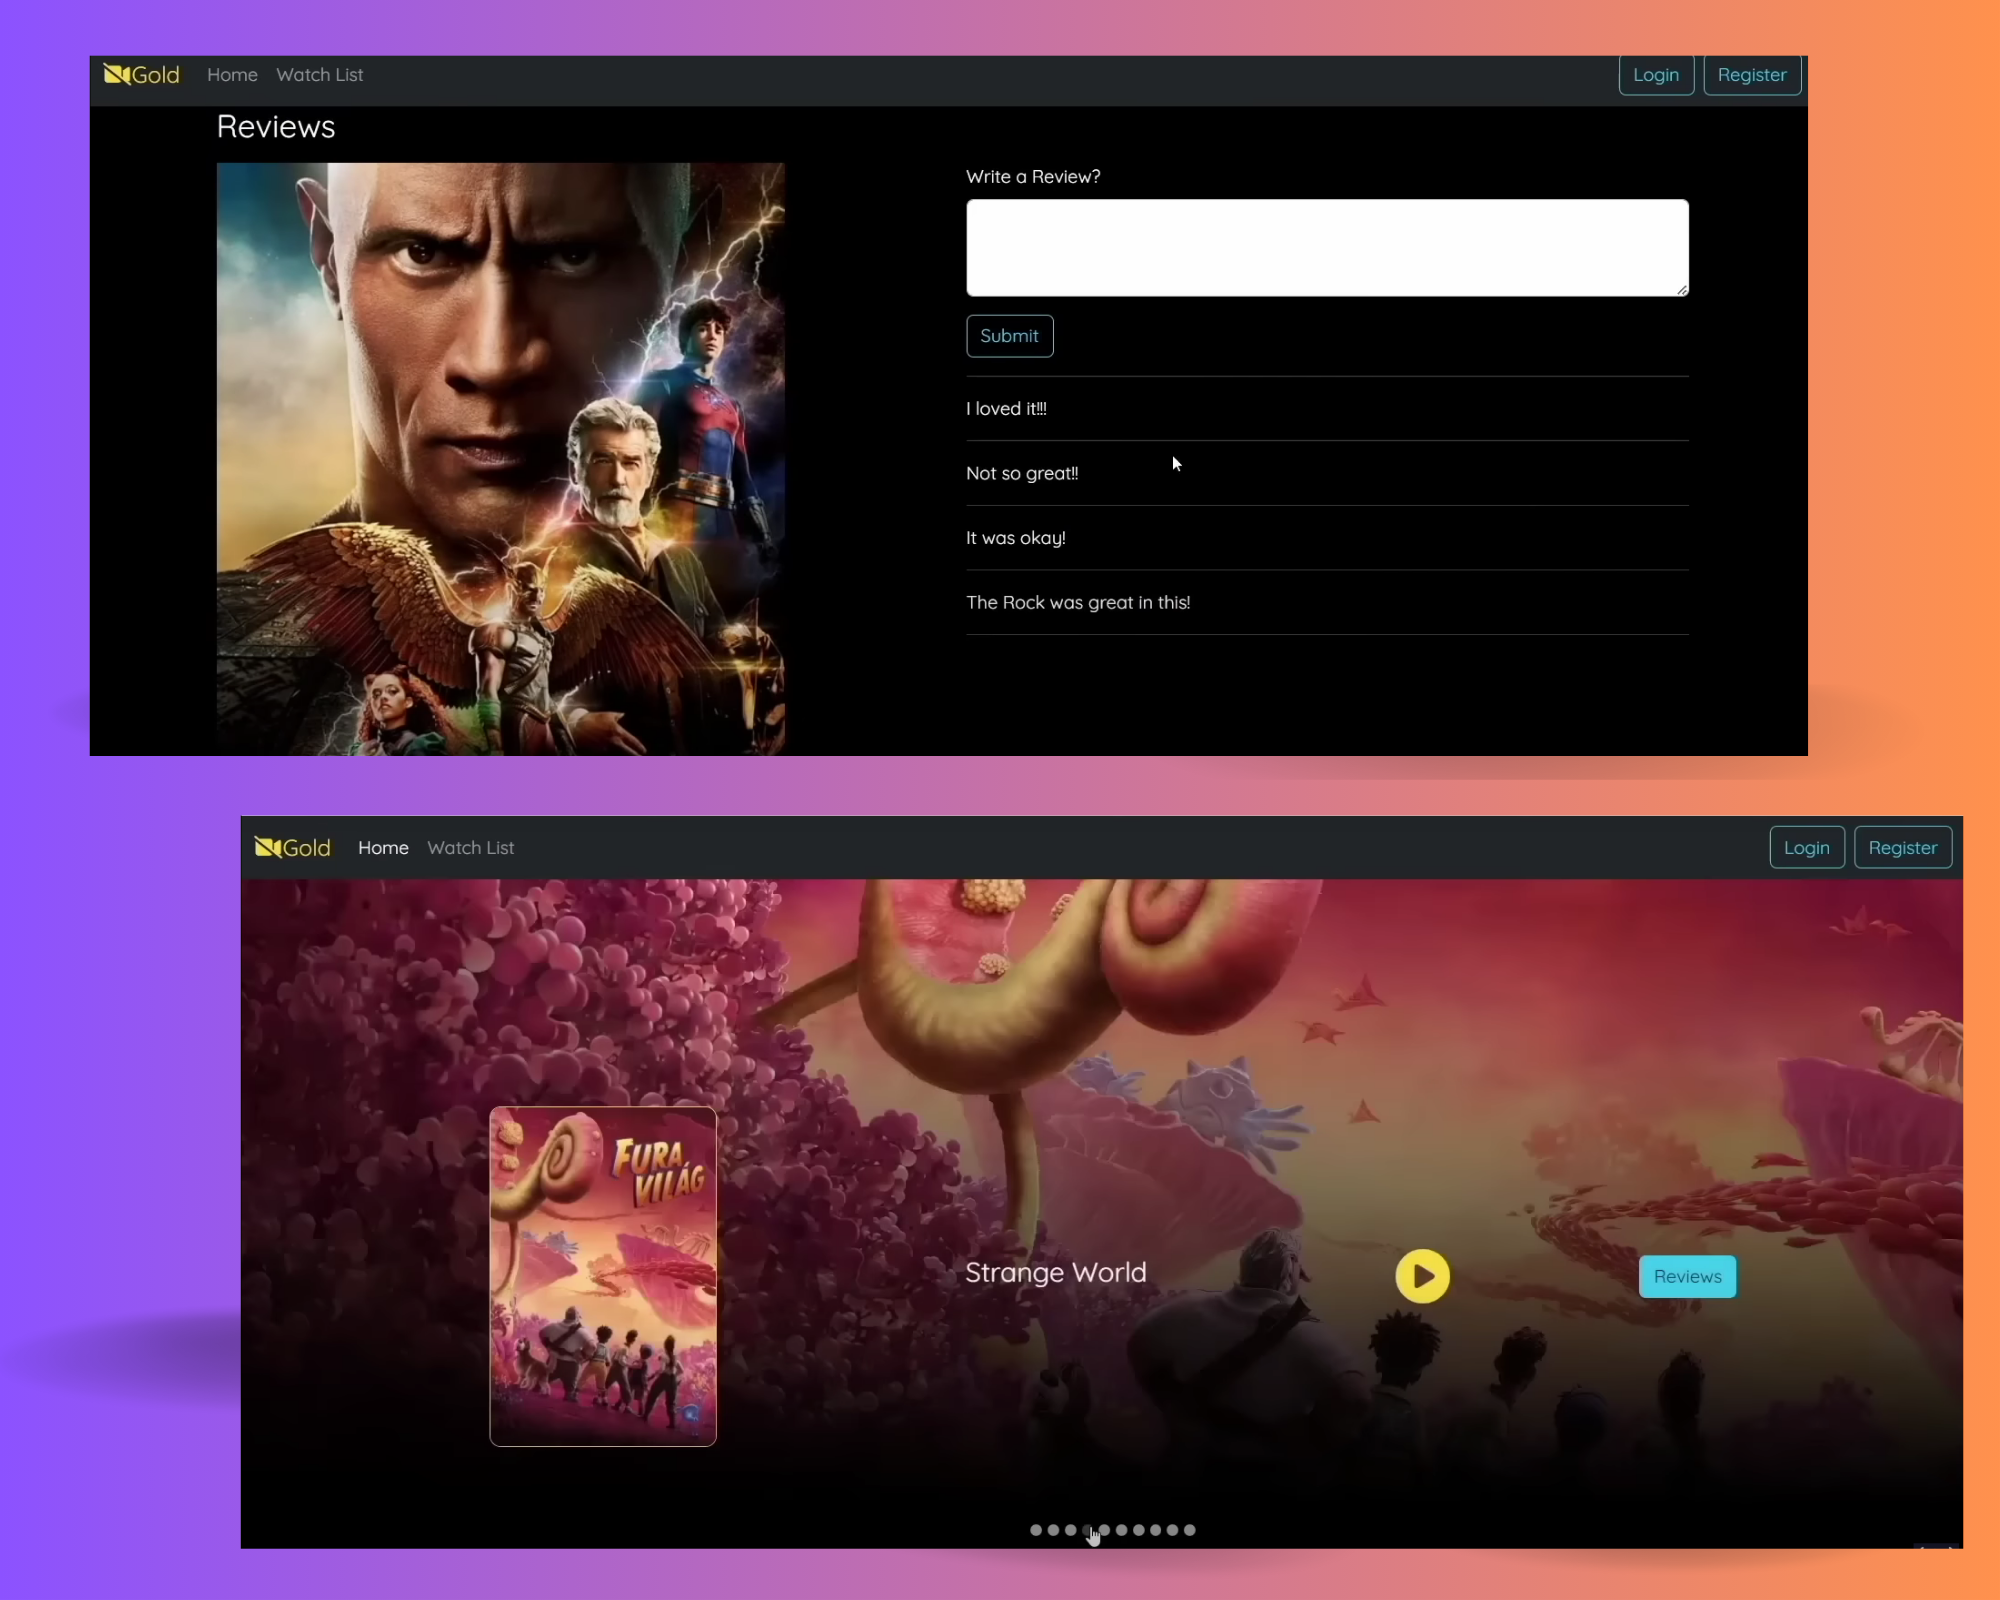 Gold Home Watch List Login Register
Reviews
Write a Review?
Submit
I loved it!!!
Not so great!!
It was okay!
The Rock was great in this!
Gold Home Watch List Login Register
FURA
VILÁG
Strange World
Reviews